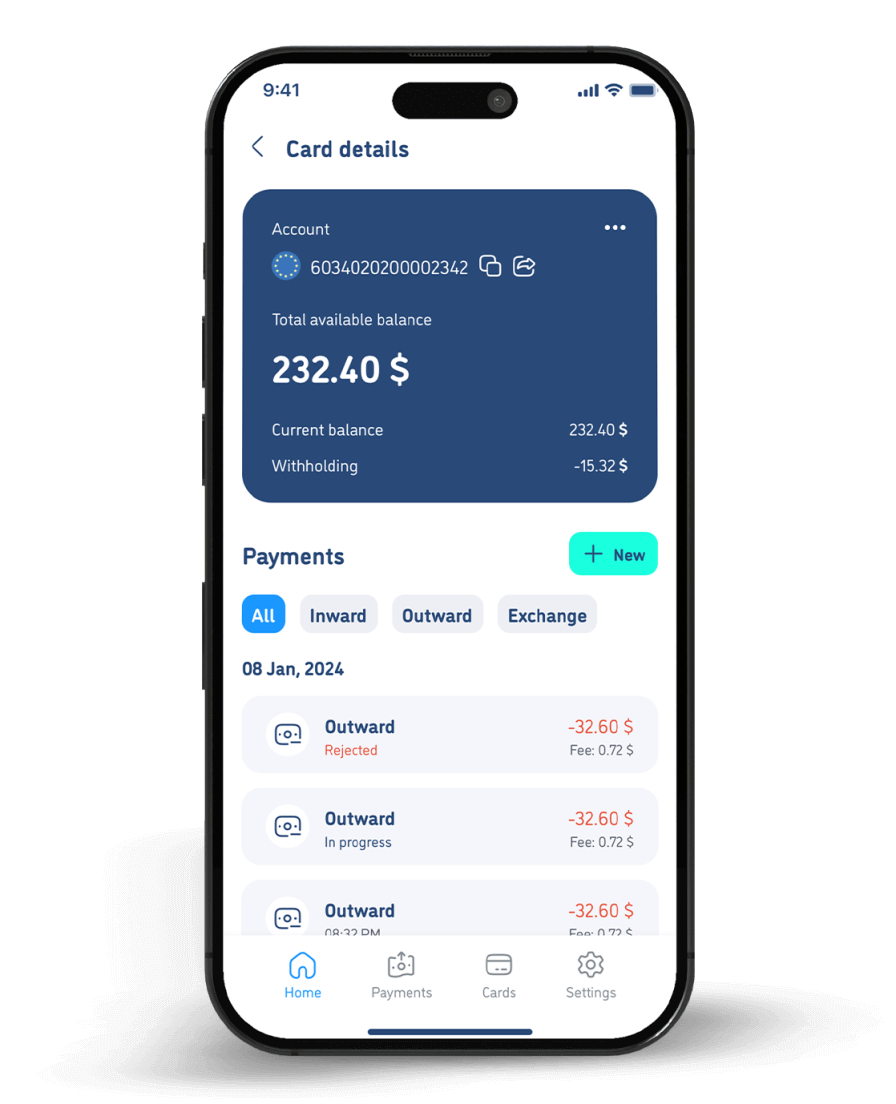 9:41
Card details
Account
6034020200002342
Total available balance
232.40 $
Current balance 232.40 $
Withholding -15.32 $
Payments
New
All Inward Outward Exchange
08 Jan, 2024
Outward -32.60 $
Rejected Fee: 0.72 $
Outward -32.60 $
In progress Fee: 0.72 $
Outward -32.60 $
08:32 PM Fee: 0.72 $
Home Payments Cards Settings